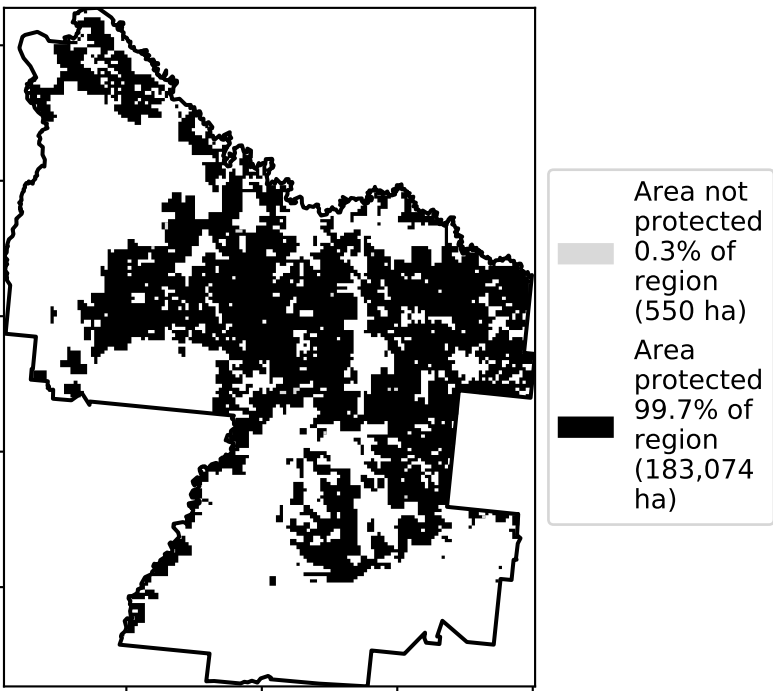 Area not
protected
0.3% of
region
(550 ha)
Area
protected
99.7% of
region
(183,074
ha)